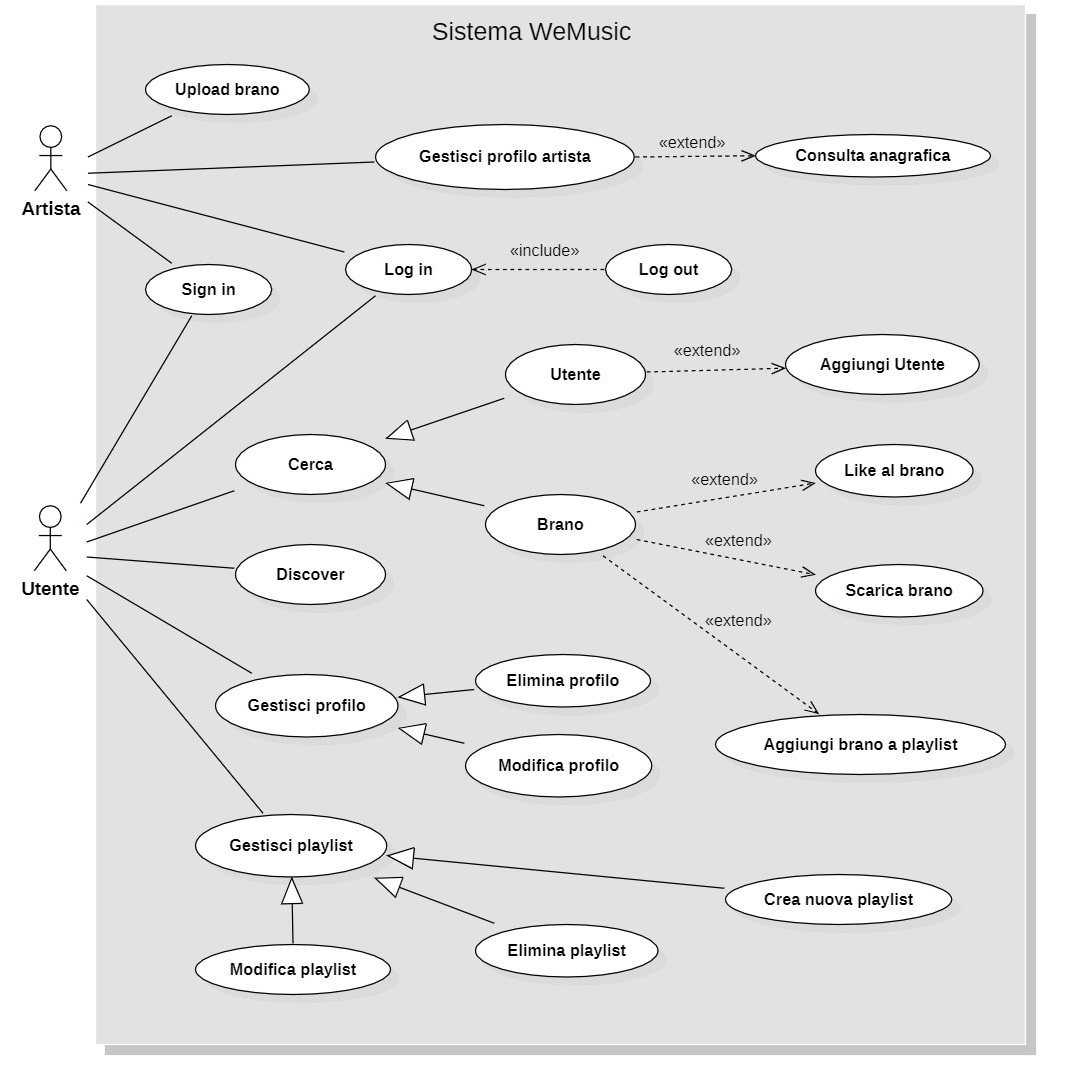 Sistema WeMusic
Upload brano
Gestisci profilo artista
«extend»
Consulta anagrafica
Artista
Log in
«include»
Log out
Sign in
Utente
«extend»
Aggiungi Utente
Cerca
Brano
«extend»
Like al brano
«extend»
Scarica brano
«extend»
Aggiungi brano a playlist
Utente
Discover
Gestisci profilo
Elimina profilo
Modifica profilo
Gestisci playlist
Crea nuova playlist
Elimina playlist
Modifica playlist